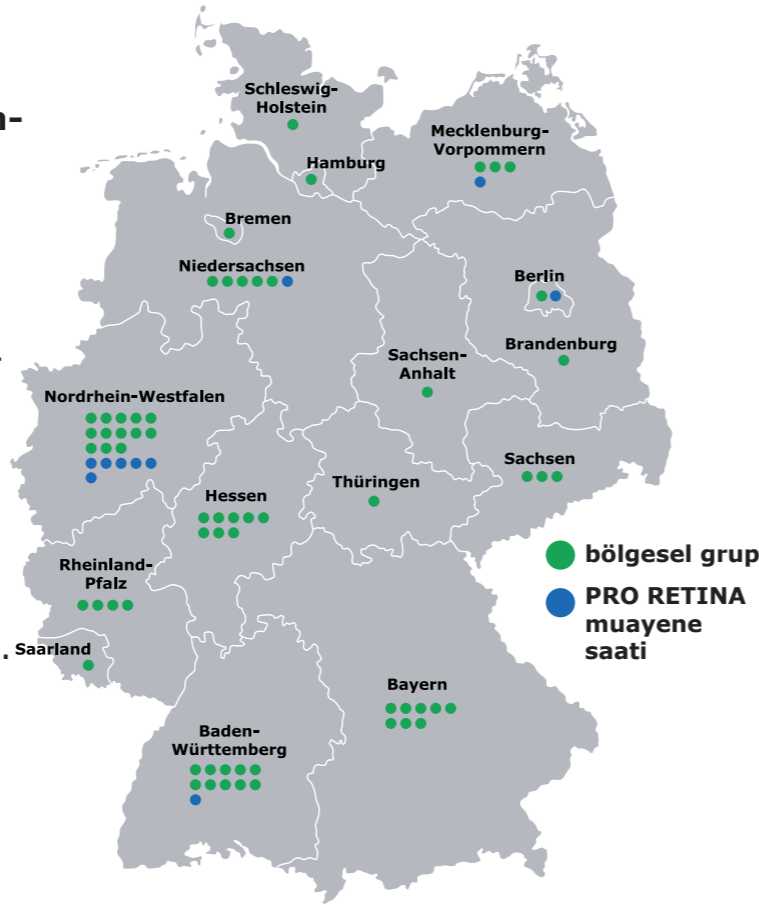 n-
Schleswig-
Holstein
Mecklenburg-
Vorpommern
Hamburg
Bremen
Niedersachsen
Berlin
Brandenburg
Sachsen-
Anhalt
Nordrhein-Westfalen
Sachsen
Thüringen
Hessen
bölgesel grup
Rheinland-
Pfalz
PRO RETINA
muayene
saati
. Saarland
Bayern
Baden-
Württemberg